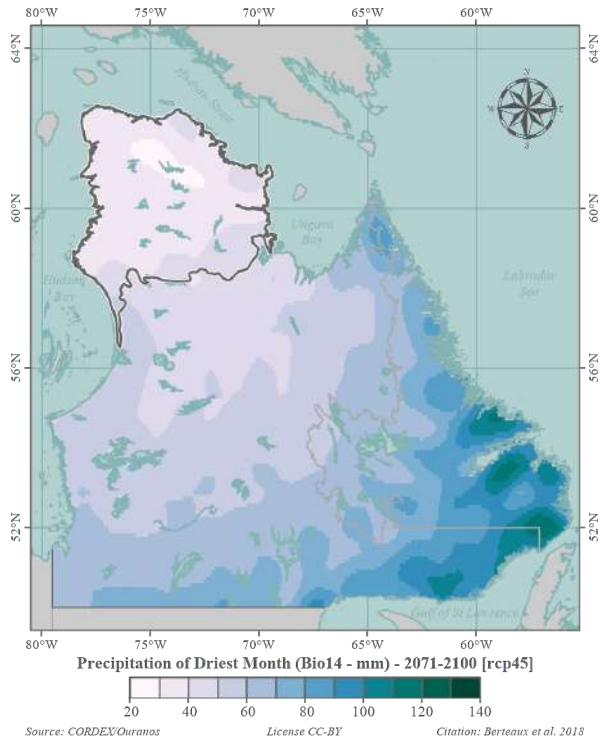 80°W 75°W 70°W 65°W 60°W
64°N 64°N
Hudson Strait
N
W E
S
60°N 60°N
Ungava
Bay
Hudson
Bay
Labrador
Sea
56°N 56°N
52°N 52°N
Gulf of St Lawrence
80°W 75°W 70°W 65°W 60°W
Precipitation of Driest Month (Bio14 - mm) - 2071-2100 [rcp45]
20 40 60 80 100 120 140
Source: CORDEX/Ouranos License CC-BY Citation: Berteaux et al. 2018